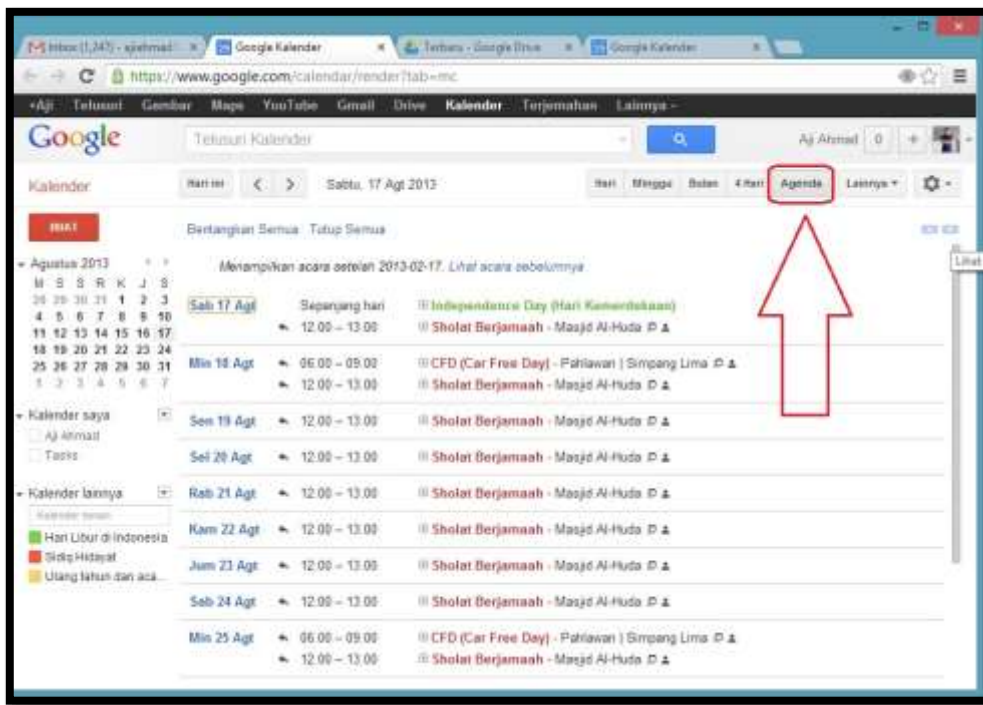 Inbox (1,247) - ajiahmad
Google Kalender
Terbaru - Google Drive
Google Kalender
https://www.google.com/calendar/render?tab=mc
+Aji Telusuri Gambar Maps YouTube Gmail Drive Kalender Terjemahan Lainnya
Google
Telusuri Kalender
Aji Ahmad 0 +
Kalender
Hari ini < > Sabtu, 17 Agt 2013
Hari Minggu Bulan 4 Hari Agenda Lainnya
BUAT
Bentangkan Semua Tutup Semua
Lihat
Menampilkan acara setelah 2013-02-17. Lihat acara sebelumnya
Agustus 2013
M S S R K J S
28 29 30 31 1 2 3
4 5 6 7 8 9 10
11 12 13 14 15 16 17
18 19 20 21 22 23 24
25 26 27 28 29 30 31
1 2 3 4 5 6 7
Kalender saya
Aji Ahmad
Tasks
Kalender lainnya
Kalender teman
Hari Libur di Indonesia
Sidiq Hidayat
Ulang tahun dan aca...
Sab 17 Agt Sepanjang hari Independence Day (Hari Kemerdekaan)
12.00 – 13.00 Sholat Berjamaah - Masjid Al-Huda
Min 18 Agt 06.00 – 09.00 CFD (Car Free Day) - Pahlawan | Simpang Lima
12.00 – 13.00 Sholat Berjamaah - Masjid Al-Huda
Sen 19 Agt 12.00 – 13.00 Sholat Berjamaah - Masjid Al-Huda
Sel 20 Agt 12.00 – 13.00 Sholat Berjamaah - Masjid Al-Huda
Rab 21 Agt 12.00 – 13.00 Sholat Berjamaah - Masjid Al-Huda
Kam 22 Agt 12.00 – 13.00 Sholat Berjamaah - Masjid Al-Huda
Jum 23 Agt 12.00 – 13.00 Sholat Berjamaah - Masjid Al-Huda
Sab 24 Agt 12.00 – 13.00 Sholat Berjamaah - Masjid Al-Huda
Min 25 Agt 06.00 – 09.00 CFD (Car Free Day) - Pahlawan | Simpang Lima
12.00 – 13.00 Sholat Berjamaah - Masjid Al-Huda